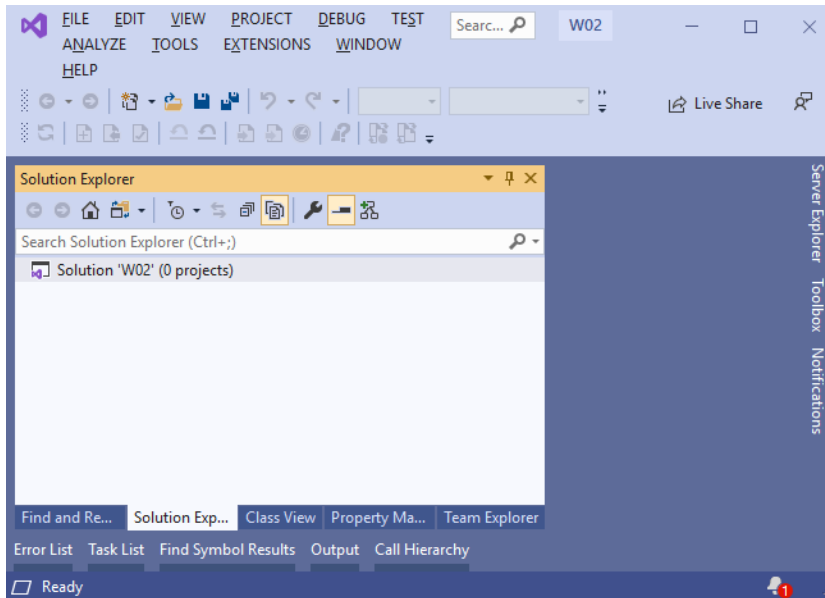 FILE EDIT VIEW PROJECT DEBUG TEST Searc... W02
ANALYZE TOOLS EXTENSIONS WINDOW
HELP
Live Share
Solution Explorer
Search Solution Explorer (Ctrl+;)
Solution 'W02' (0 projects)
Server Explorer
Toolbox
Notifications
Find and Re... Solution Exp... Class View Property Ma... Team Explorer
Error List Task List Find Symbol Results Output Call Hierarchy
Ready 1